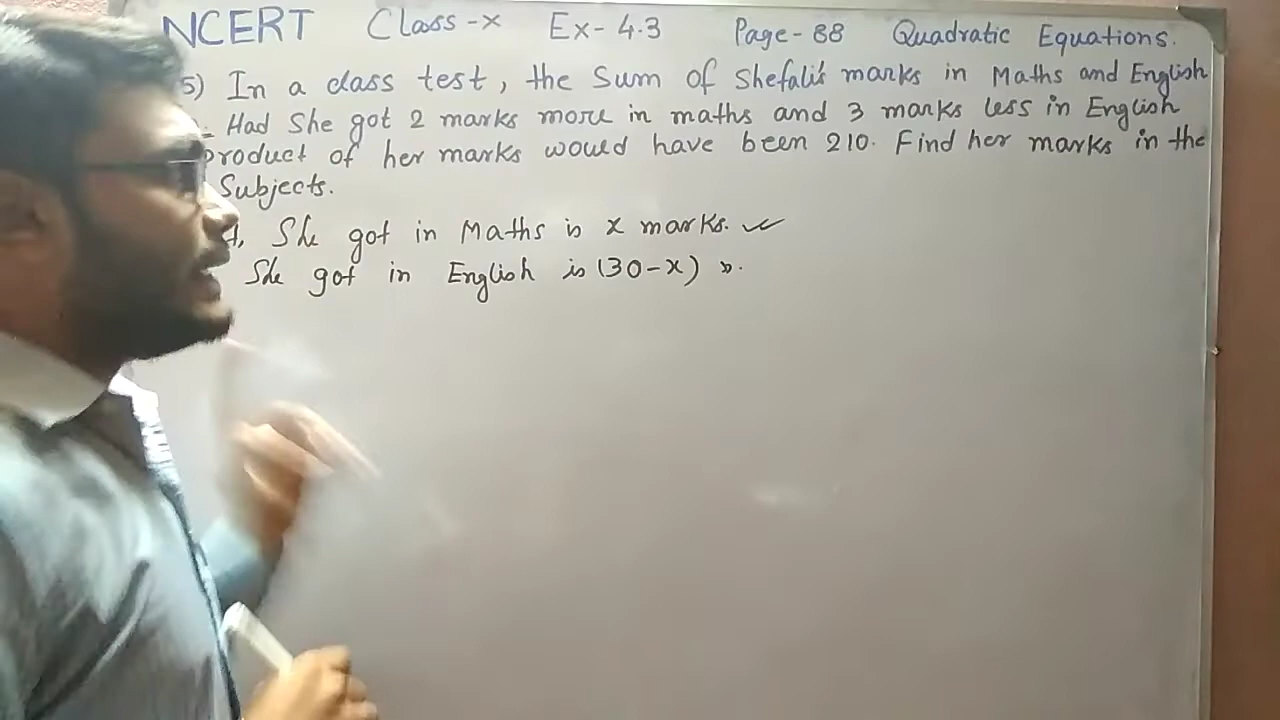 NCERT Class-X Ex-4.3 Page-88 Quadratic Equations.
5) In a class test, the Sum of Shefali's marks in Maths and English
Had She got 2 marks more in maths and 3 marks less in English
product of her marks would have been 210. Find her marks in the
Subjects.
She got in Maths is x marks.
She got in English is (30-x) ".